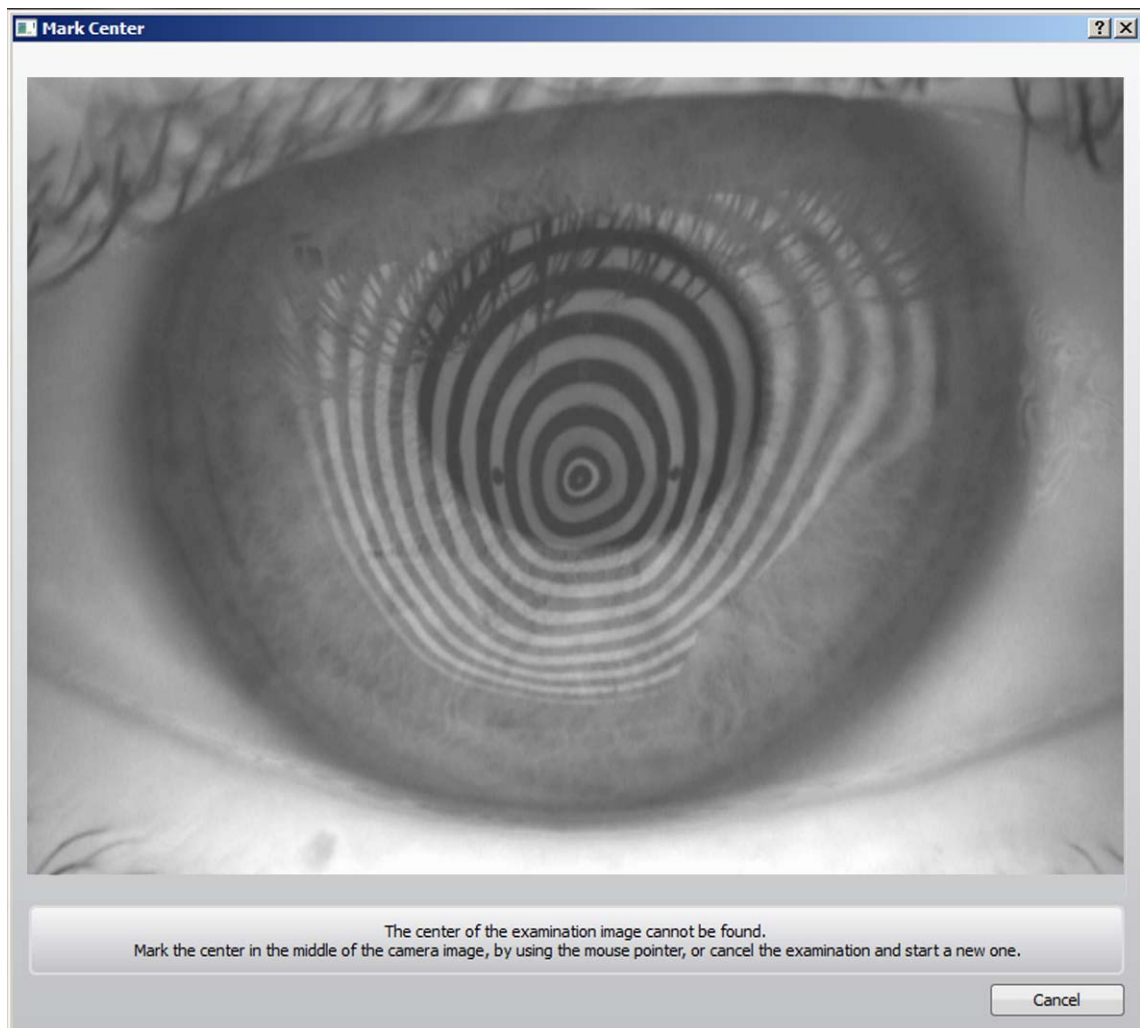 Mark Center
The center of the examination image cannot be found.
Mark the center in the middle of the camera image, by using the mouse pointer, or cancel the examination and start a new one.
Cancel